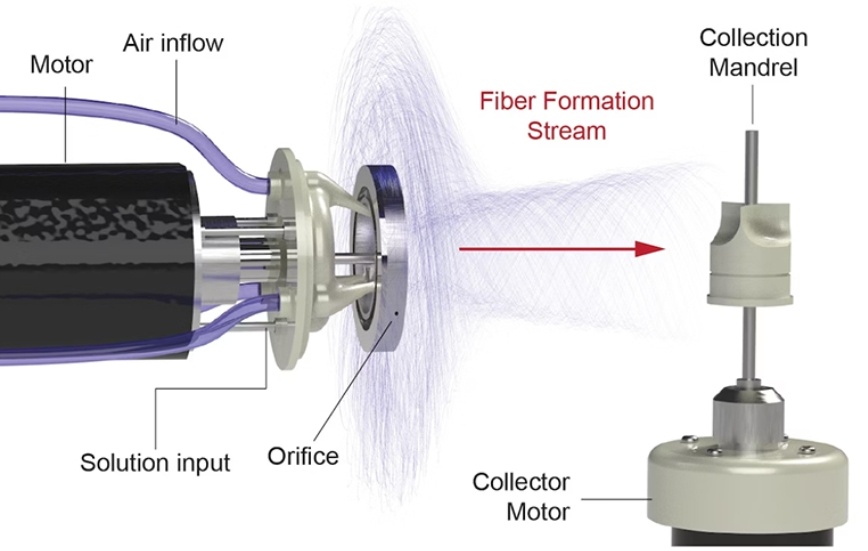 Motor
Air inflow
Fiber Formation
Stream
Collection
Mandrel
Solution input
Orifice
Collector
Motor